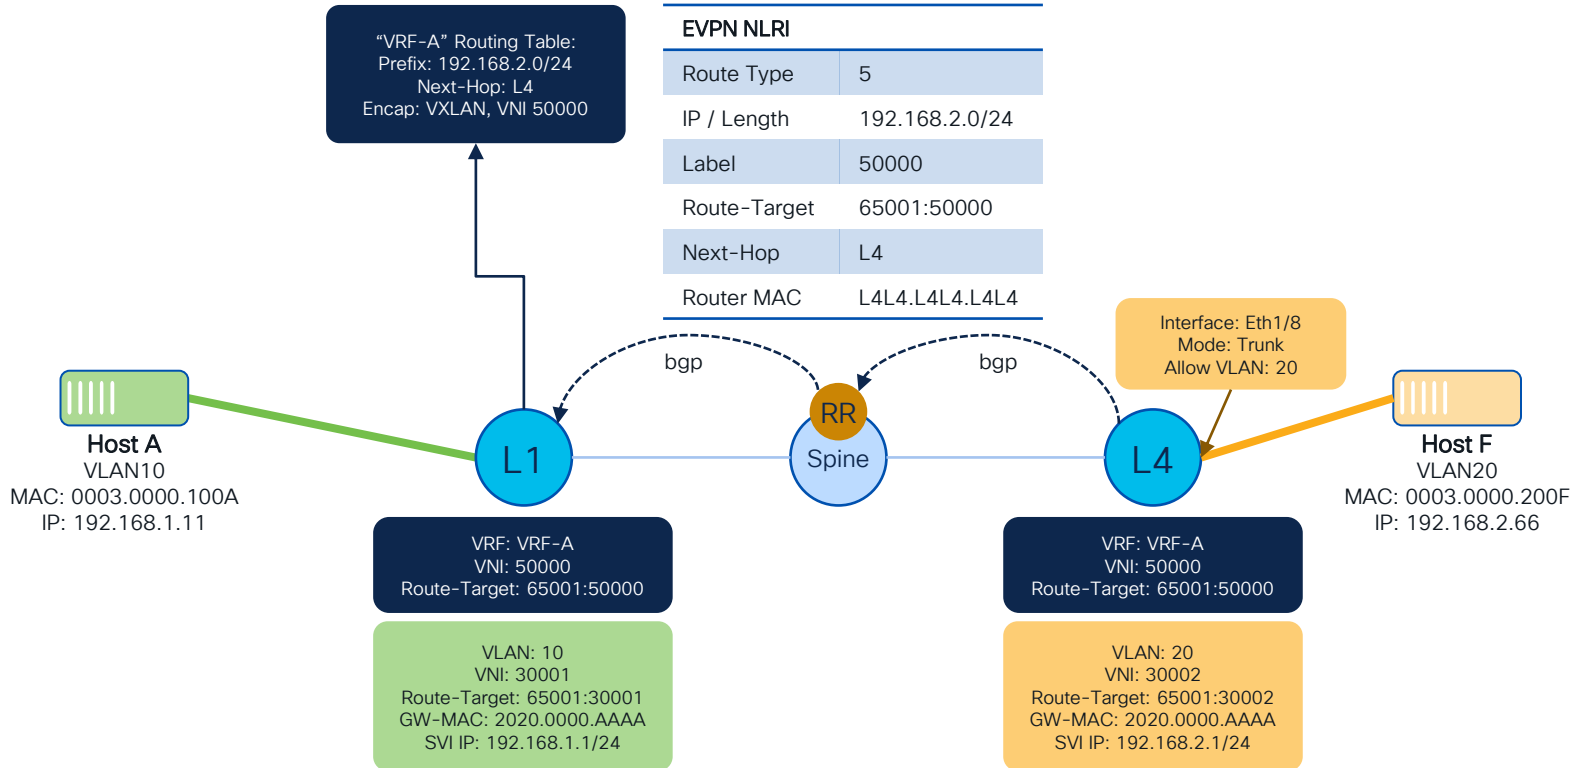 “VRF-A” Routing Table:
Prefix: 192.168.2.0/24
Next-Hop: L4
Encap: VXLAN, VNI 50000
EVPN NLRI
Route Type 5
IP / Length 192.168.2.0/24
Label 50000
Route-Target 65001:50000
Next-Hop L4
Router MAC L4L4.L4L4.L4L4
Interface: Eth1/8
Mode: Trunk
Allow VLAN: 20
bgp
bgp
Host A
VLAN10
MAC: 0003.0000.100A
IP: 192.168.1.11
L1
RR
Spine
L4
Host F
VLAN20
MAC: 0003.0000.200F
IP: 192.168.2.66
VRF: VRF-A
VNI: 50000
Route-Target: 65001:50000
VLAN: 10
VNI: 30001
Route-Target: 65001:30001
GW-MAC: 2020.0000.AAAA
SVI IP: 192.168.1.1/24
VRF: VRF-A
VNI: 50000
Route-Target: 65001:50000
VLAN: 20
VNI: 30002
Route-Target: 65001:30002
GW-MAC: 2020.0000.AAAA
SVI IP: 192.168.2.1/24